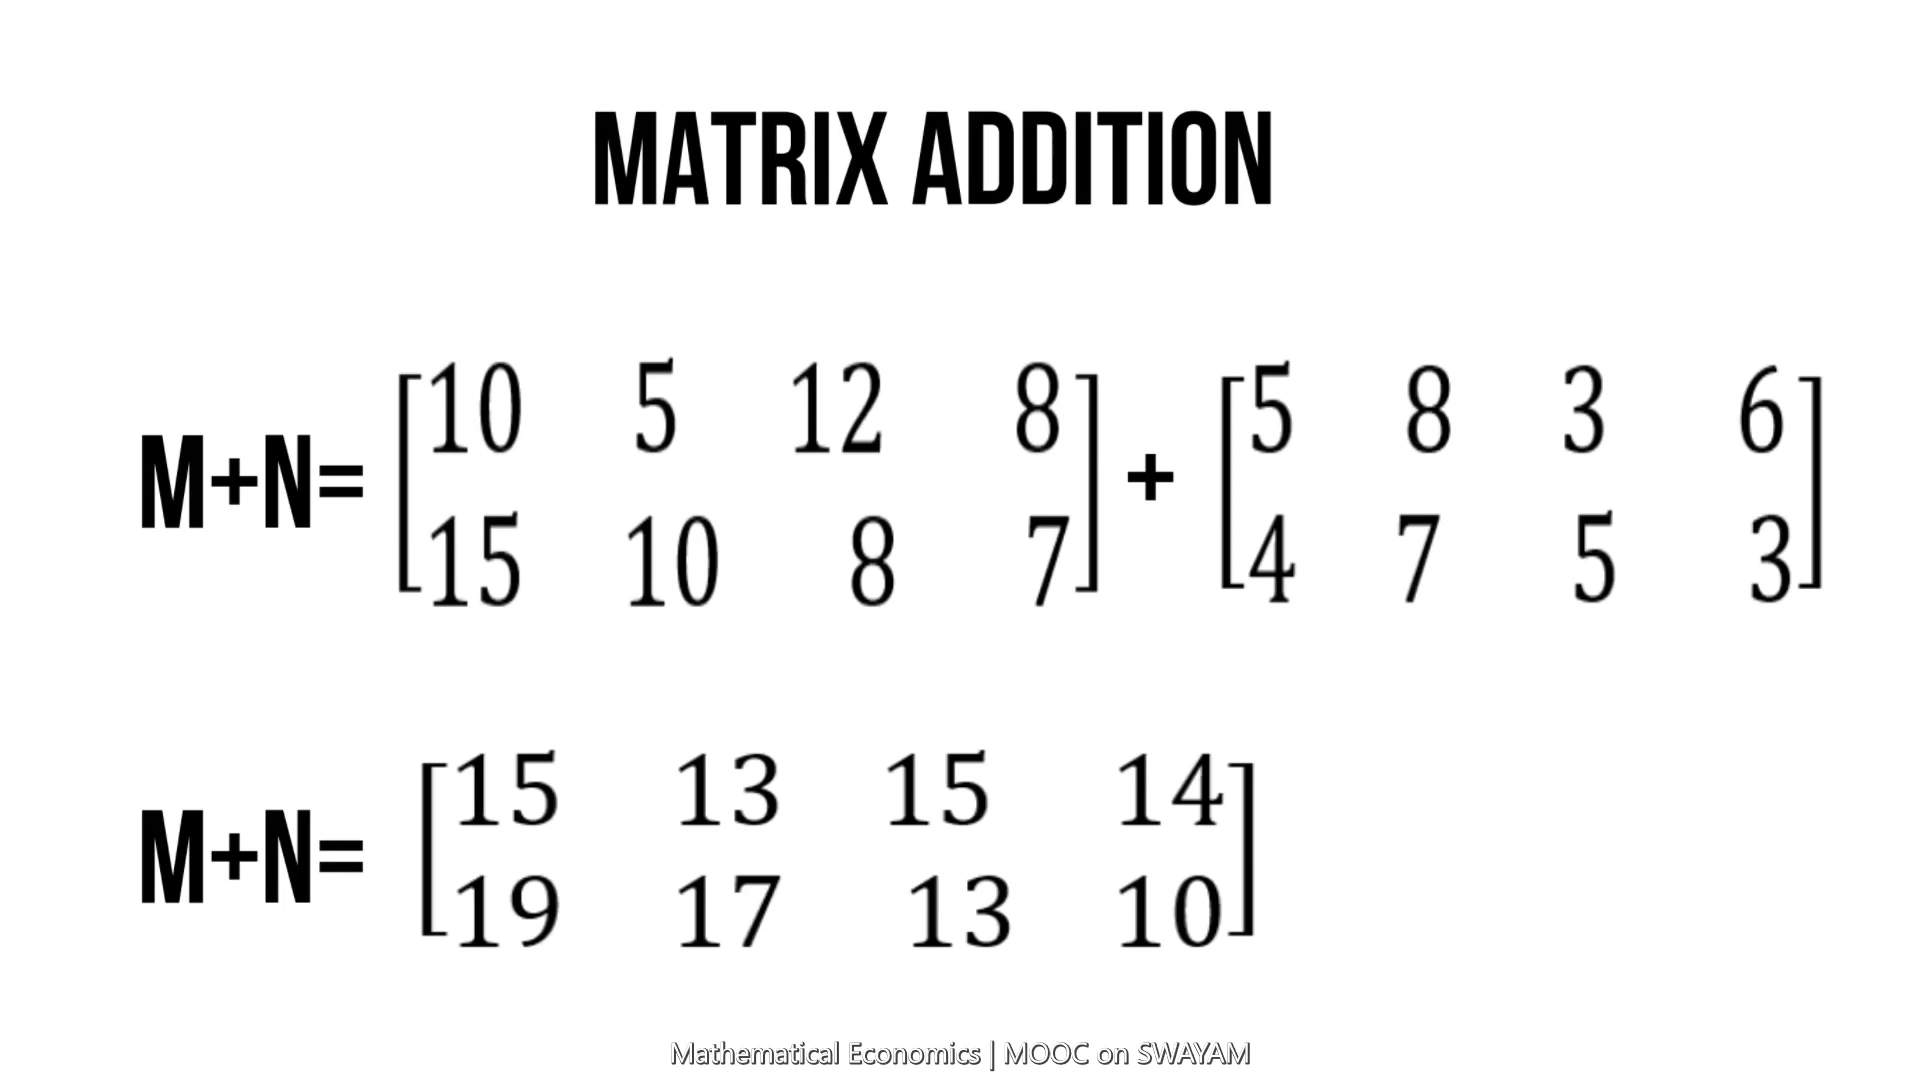 MATRIX ADDITION
M+N= [10 5 12 8 15 10 8 7] + [5 8 3 6 4 7 5 3]
M+N= [15 13 15 14 19 17 13 10]
Mathematical Economics | MOOC on SWAYAM